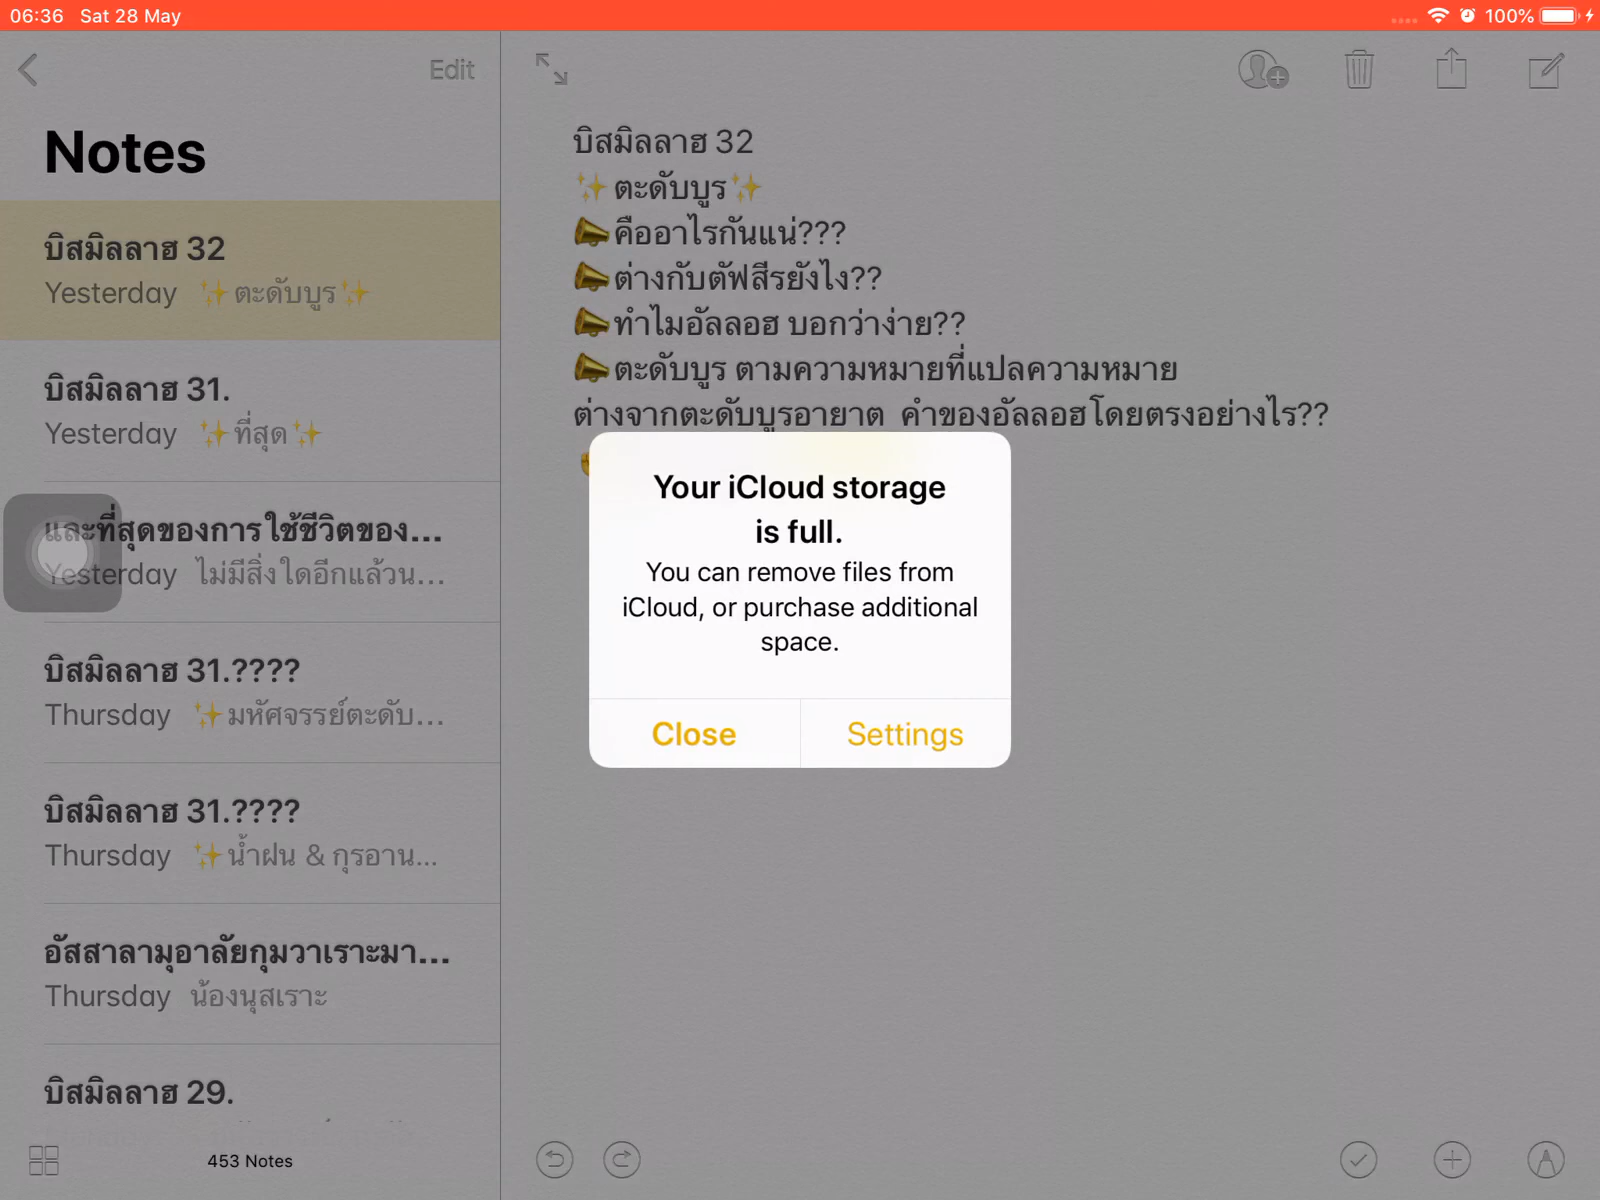 06:36 Sat 28 May
100%
Edit
Notes
บิสมิลลาฮ 32
Yesterday ✨ตะดับบูร✨
บิสมิลลาฮ 31.
Yesterday ✨ที่สุด✨
และที่สุดของการใช้ชีวิตของ...
Yesterday ไม่มีสิ่งใดอีกแล้วน...
บิสมิลลาฮ 31.????
Thursday ✨มหัศจรรย์ตะดับ...
บิสมิลลาฮ 31.????
Thursday ✨น้ำฝน & กุรอาน...
อัสสาลามุอาลัยกุมวาเราะมา...
Thursday น้องนุสเราะ
บิสมิลลาฮ 29.
453 Notes
บิสมิลลาฮ 32
✨ตะดับบูร✨
📣คืออาไรกันแน่???
📣ต่างกับตัฟสีรยังไง??
📣ทำไมอัลลอฮ บอกว่าง่าย??
📣ตะดับบูร ตามความหมายที่แปลความหมาย
ต่างจากตะดับบูรอายาต คำของอัลลอฮโดยตรงอย่างไร??
Your iCloud storage
is full.
You can remove files from
iCloud, or purchase additional
space.
Close Settings